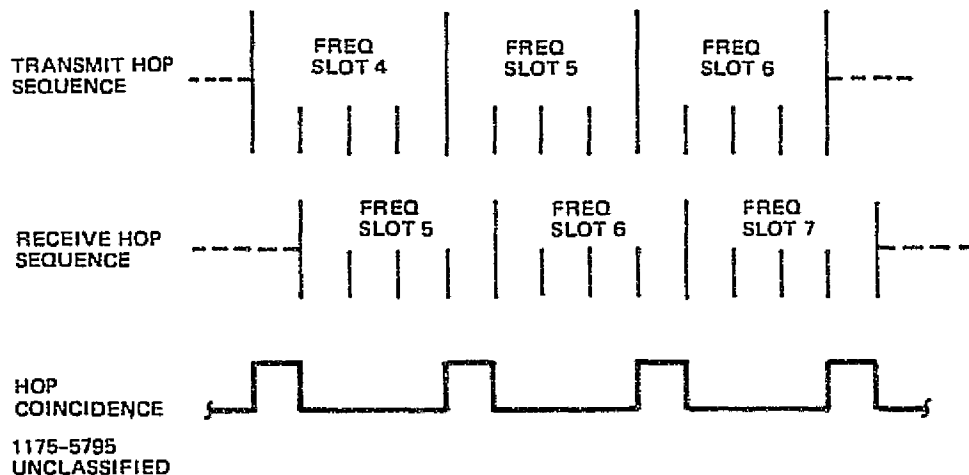 TRANSMIT HOP
SEQUENCE
FREQ
SLOT 4
FREQ
SLOT 5
FREQ
SLOT 6
RECEIVE HOP
SEQUENCE
FREQ
SLOT 5
FREQ
SLOT 6
FREQ
SLOT 7
HOP
COINCIDENCE
1175-5795
UNCLASSIFIED